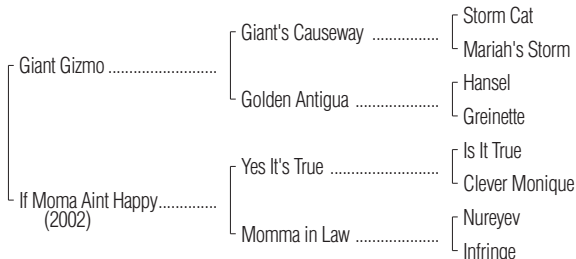 Storm Cat
Giant's Causeway ..................
Mariah's Storm
Giant Gizmo ........................
Hansel
Golden Antigua ......................
Greinette
Is It True
Yes It's True ............................
Clever Monique
If Moma Aint Happy..............
(2002)
Nureyev
Momma in Law ......................
Infringe